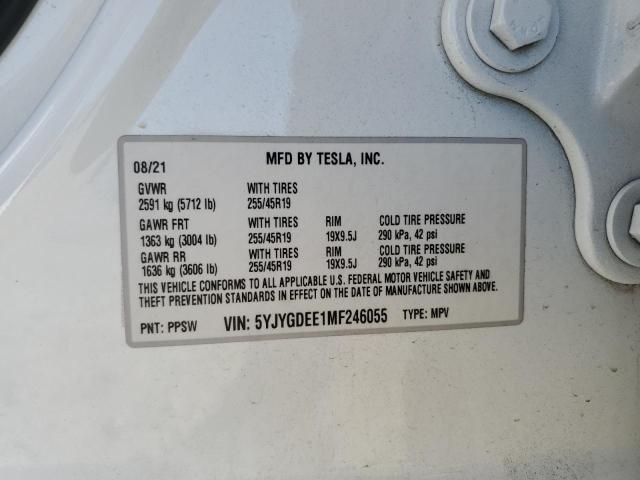 08/21 MFD BY TESLA, INC.
GVWR WITH TIRES
2591 kg (5712 lb) 255/45R19
GAWR FRT WITH TIRES RIM COLD TIRE PRESSURE
1363 kg (3004 lb) 255/45R19 19X9.5J 290 kPa, 42 psi
GAWR RR WITH TIRES RIM COLD TIRE PRESSURE
1636 kg (3606 lb) 255/45R19 19X9.5J 290 kPa, 42 psi
THIS VEHICLE CONFORMS TO ALL APPLICABLE U.S. FEDERAL MOTOR VEHICLE SAFETY AND
THEFT PREVENTION STANDARDS IN EFFECT ON THE DATE OF MANUFACTURE SHOWN ABOVE.
PNT: PPSW VIN: 5YJYGDEE1MF246055 TYPE: MPV